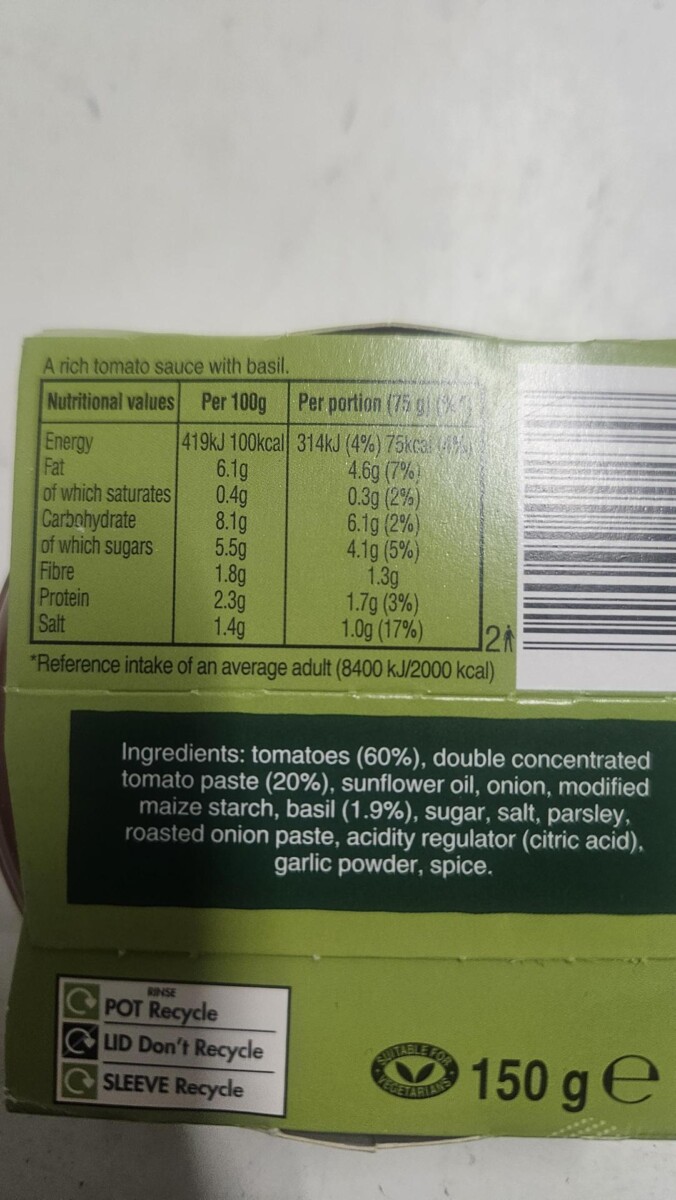 A rich tomato sauce with basil.
Nutritional values Per 100g Per portion (75 g) (%*)
Energy 419kJ 100kcal 314kJ (4%) 75kcal (4%)
Fat 6.1g 4.6g (7%)
of which saturates 0.4g 0.3g (2%)
Carbohydrate 8.1g 6.1g (2%)
of which sugars 5.5g 4.1g (5%)
Fibre 1.8g 1.3g
Protein 2.3g 1.7g (3%)
Salt 1.4g 1.0g (17%)
2
*Reference intake of an average adult (8400 kJ/2000 kcal)
Ingredients: tomatoes (60%), double concentrated
tomato paste (20%), sunflower oil, onion, modified
maize starch, basil (1.9%), sugar, salt, parsley,
roasted onion paste, acidity regulator (citric acid),
garlic powder, spice.
RINSE
POT Recycle
LID Don't Recycle
SLEEVE Recycle
SUITABLE FOR
VEGETARIANS
150 g e